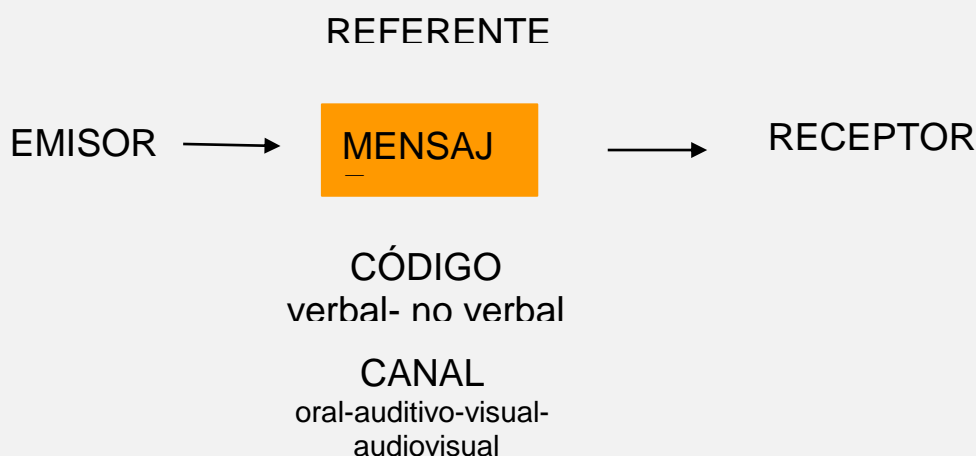 REFERENTE
EMISOR
MENSAJ
RECEPTOR
CÓDIGO
verbal- no verbal
CANAL
oral-auditivo-visual-
audiovisual